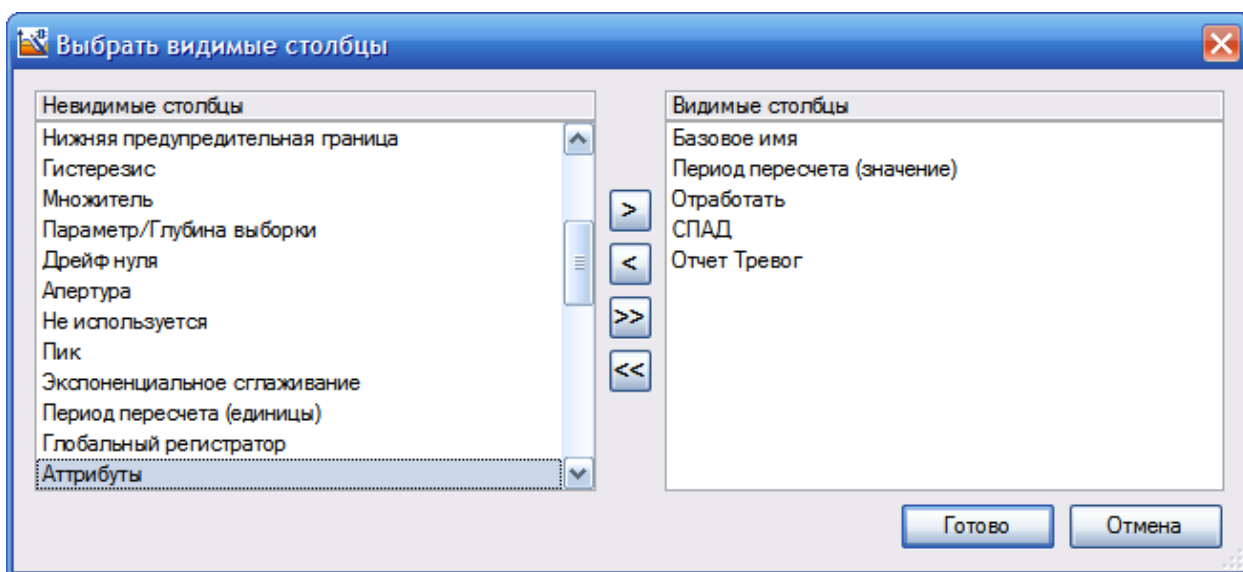 Выбрать видимые столбцы
Невидимые столбцы
Нижняя предупредительная граница
Гистерезис
Множитель
Параметр/Глубина выборки
Дрейф нуля
Апертура
Не используется
Пик
Экспоненциальное сглаживание
Период пересчета (единицы)
Глобальный регистратор
Аттрибуты
>
<
>>
<<
Видимые столбцы
Базовое имя
Период пересчета (значение)
Отработать
СПАД
Отчет Тревог
Готово
Отмена